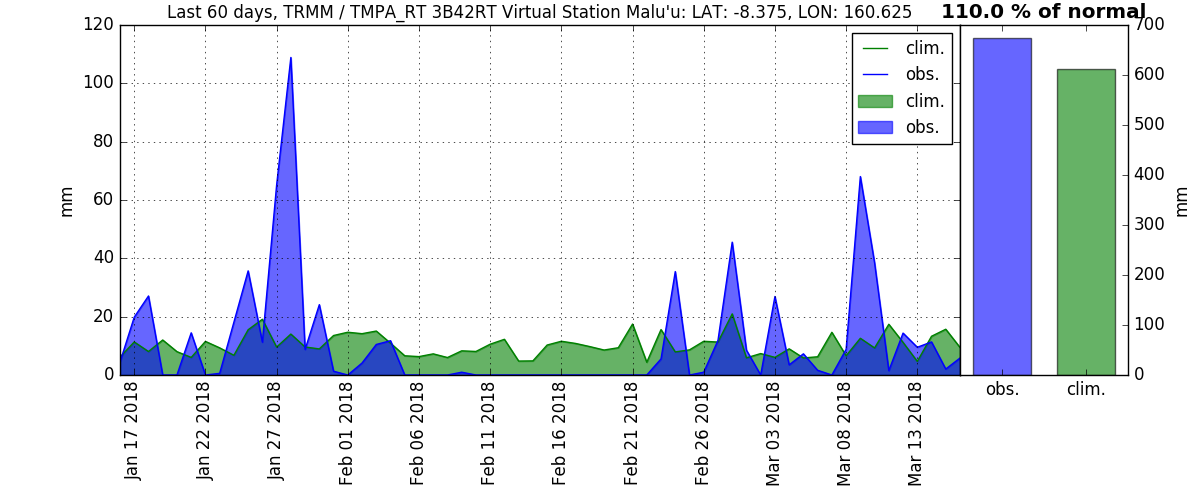 Last 60 days, TRMM / TMPA_RT 3B42RT Virtual Station Malu'u: LAT: -8.375, LON: 160.625
110.0 % of normal
120
100
80
60
40
20
0
mm
clim.
obs.
clim.
obs.
700
600
500
400
300
200
100
0
mm
obs.
clim.
Jan 17 2018
Jan 22 2018
Jan 27 2018
Feb 01 2018
Feb 06 2018
Feb 11 2018
Feb 16 2018
Feb 21 2018
Feb 26 2018
Mar 03 2018
Mar 08 2018
Mar 13 2018